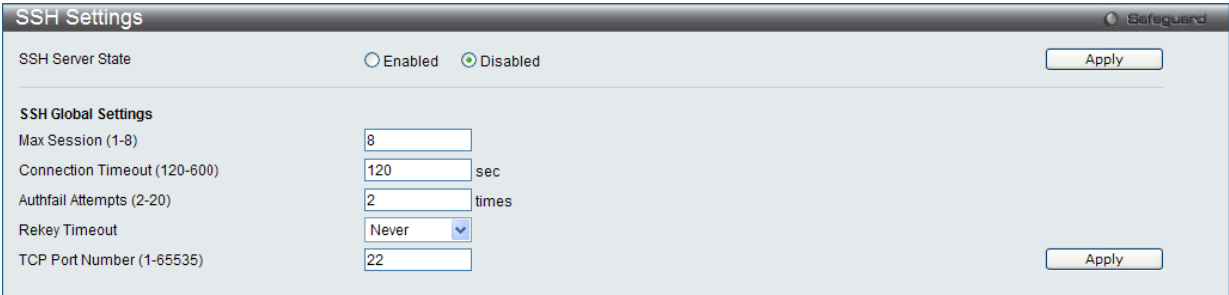 SSH Settings
Safeguard
SSH Server State Enabled Disabled Apply
SSH Global Settings
Max Session (1-8) 8
Connection Timeout (120-600) 120 sec
Authfail Attempts (2-20) 2 times
Rekey Timeout Never
TCP Port Number (1-65535) 22 Apply